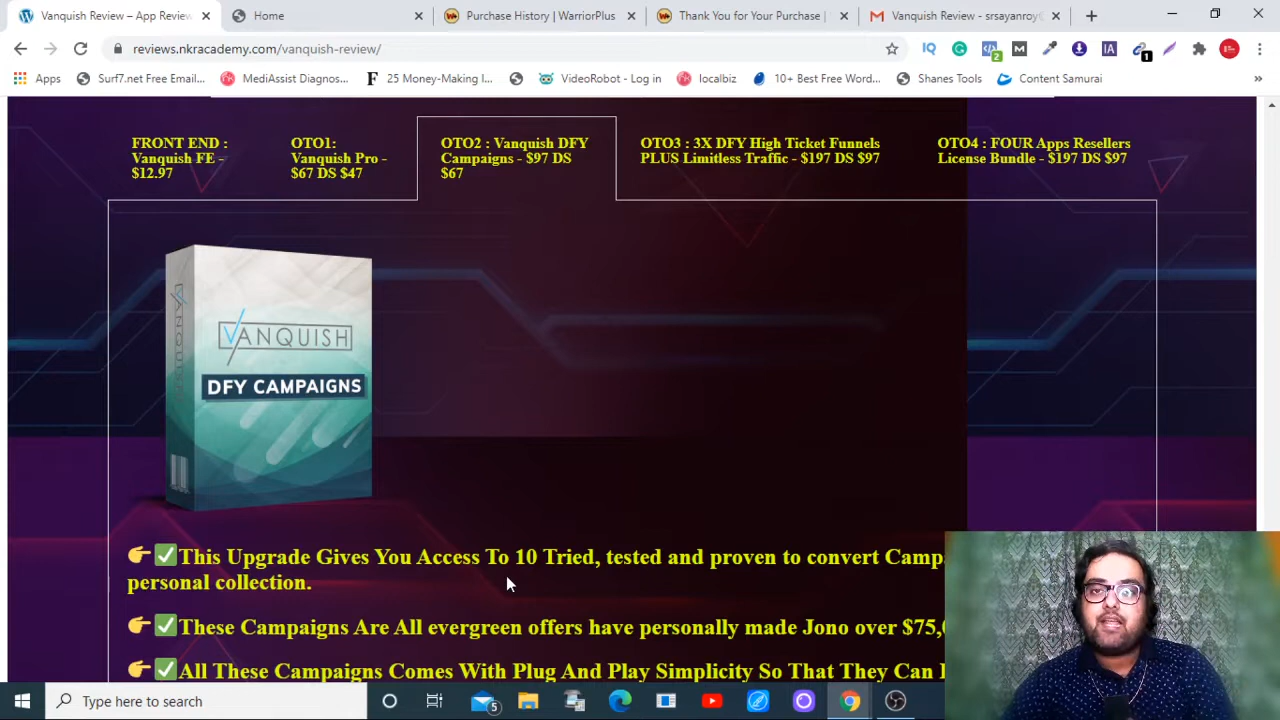 Vanquish Review – App Review
Home
Purchase History | WarriorPlus
Thank You for Your Purchase |
Vanquish Review - srsayanroy@
reviews.nkracademy.com/vanquish-review/
Apps
Surf7.net Free Email...
MediAssist Diagnos...
25 Money-Making I...
VideoRobot - Log in
localbiz
10+ Best Free Word...
Shanes Tools
Content Samurai
FRONT END :
Vanquish FE -
$12.97
OTO1:
Vanquish Pro -
$67 DS $47
OTO2 : Vanquish DFY
Campaigns - $97 DS
$67
OTO3 : 3X DFY High Ticket Funnels
PLUS Limitless Traffic - $197 DS $97
OTO4 : FOUR Apps Resellers
License Bundle - $197 DS $97
VANQUISH
VANQUISH
DFY CAMPAIGNS
This Upgrade Gives You Access To 10 Tried, tested and proven to convert Camp
personal collection.
These Campaigns Are All evergreen offers have personally made Jono over $75,
All These Campaigns Comes With Plug And Play Simplicity So That They Can
Type here to search